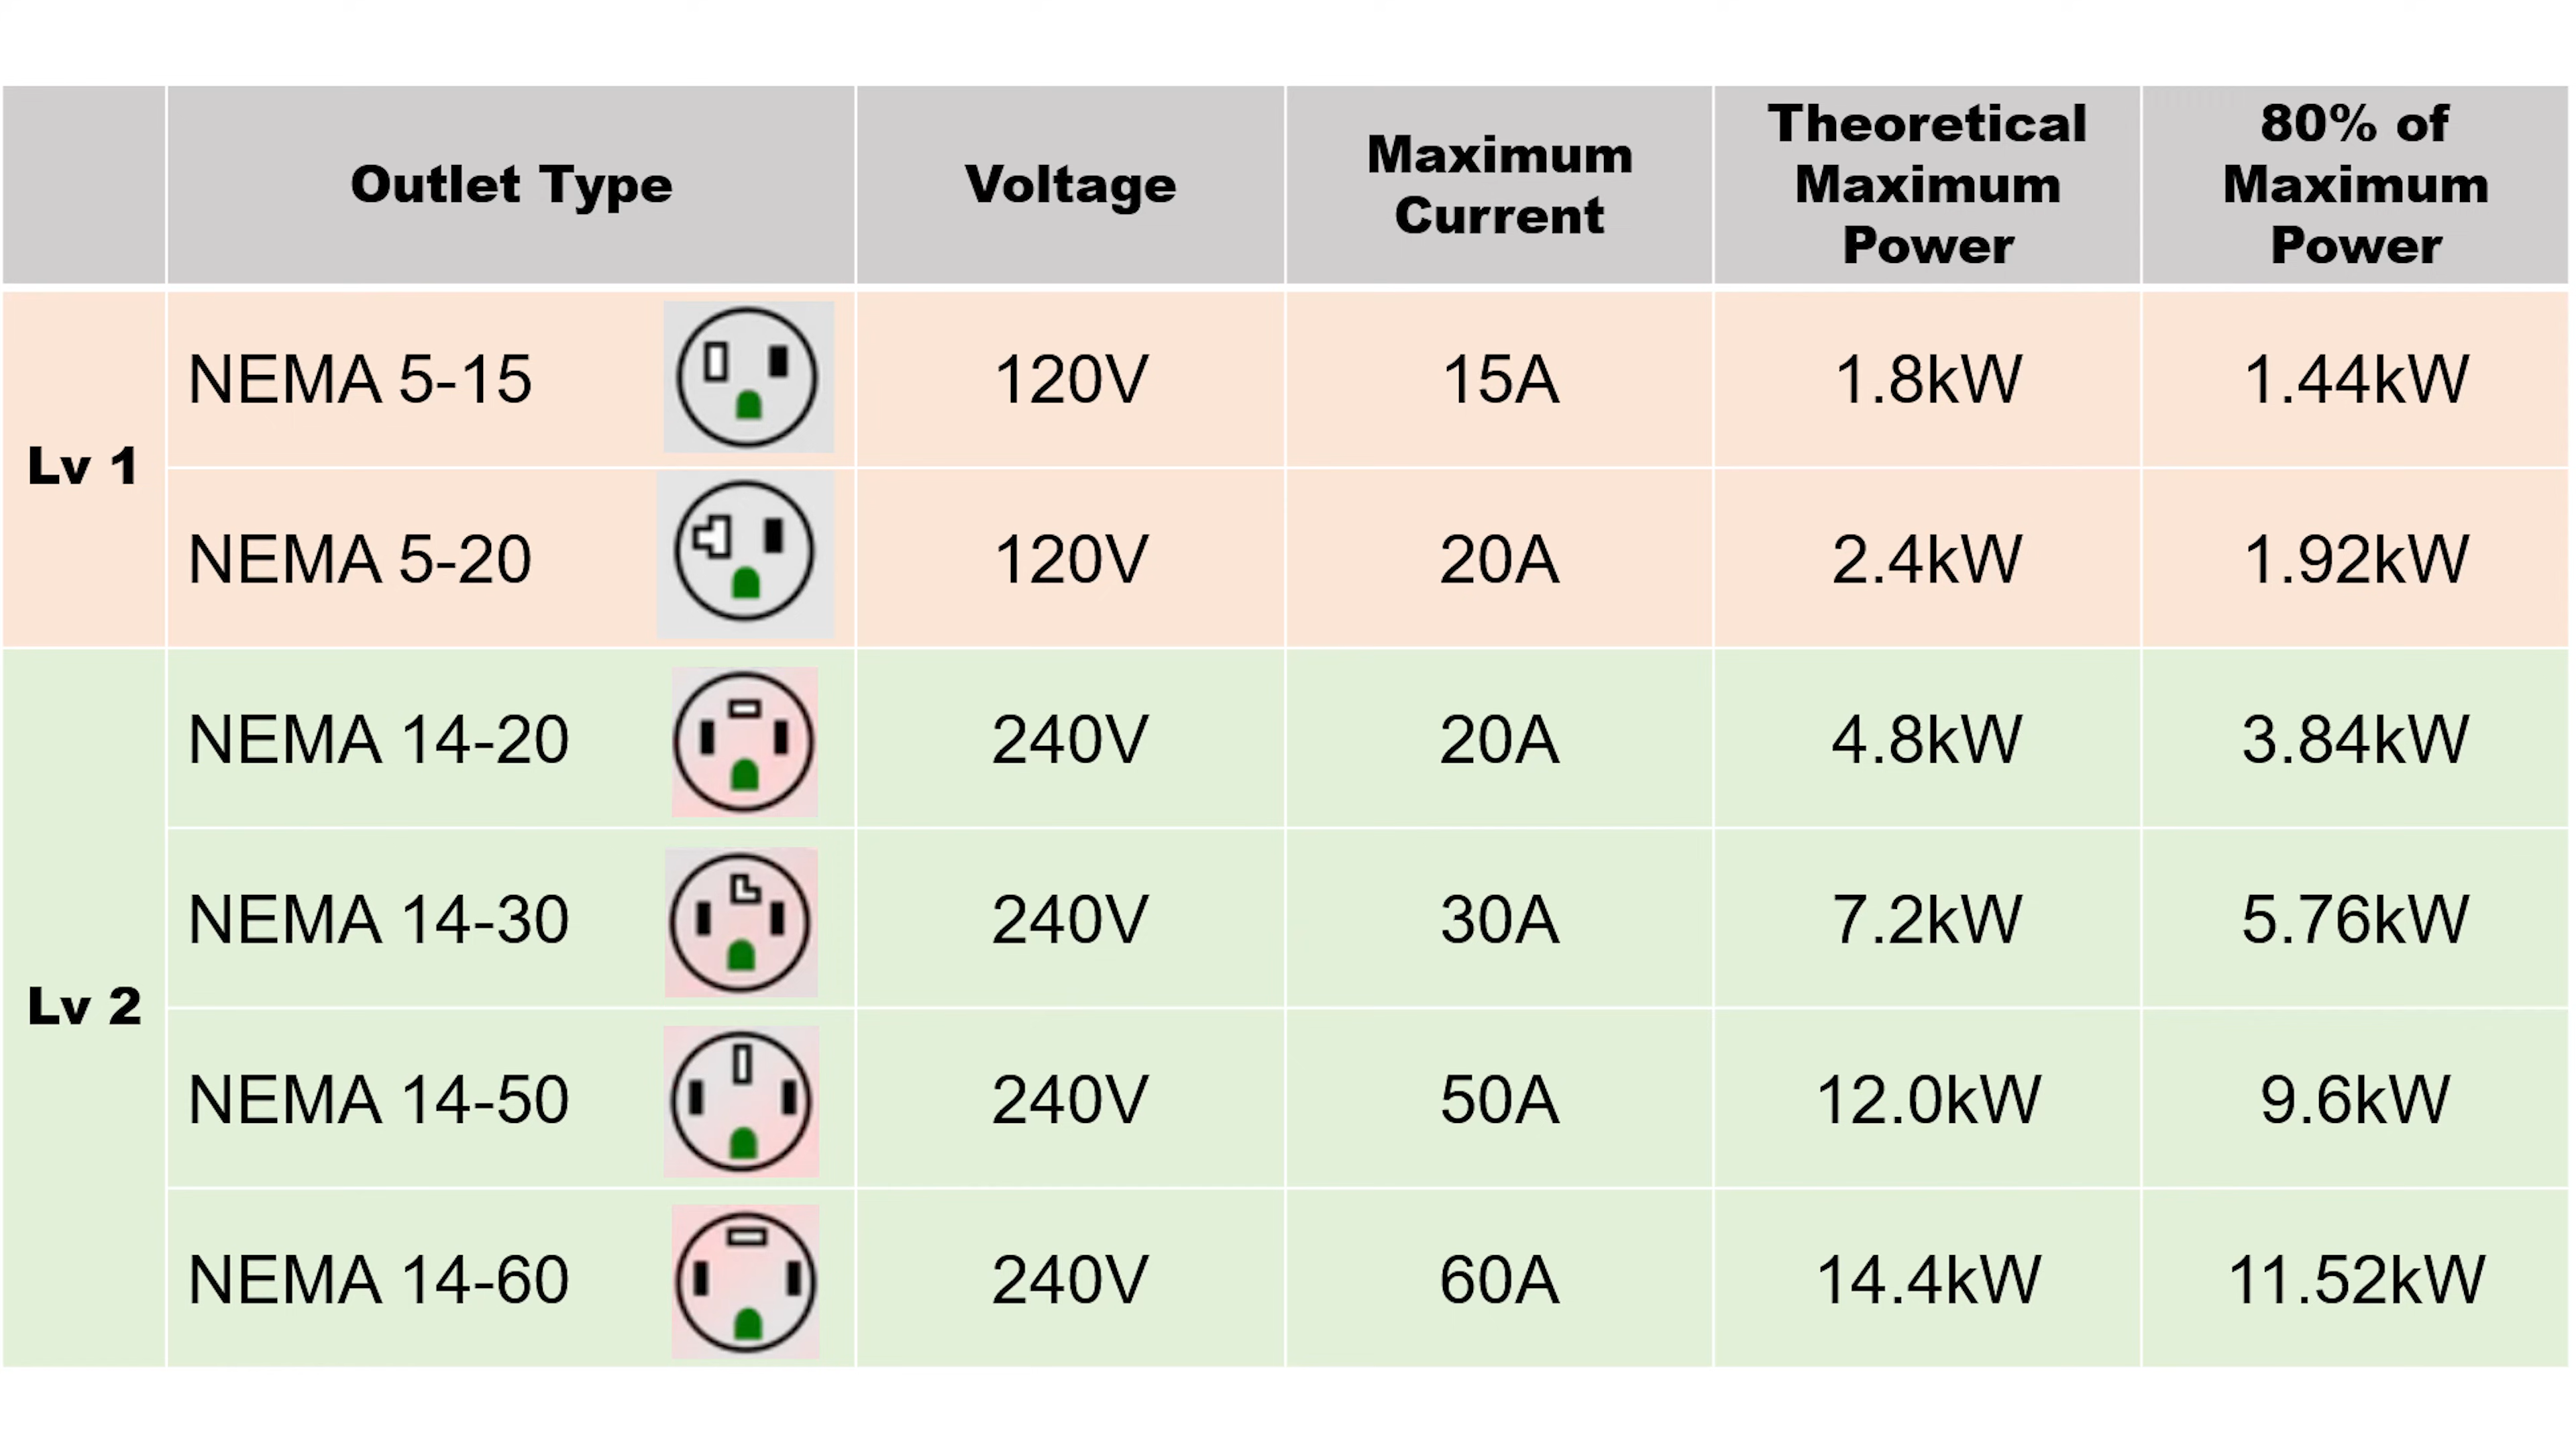 Outlet Type
Voltage
Maximum
Current
Theoretical
Maximum
Power
80% of
Maximum
Power
Lv 1
NEMA 5-15
120V
15A
1.8kW
1.44kW
NEMA 5-20
120V
20A
2.4kW
1.92kW
Lv 2
NEMA 14-20
240V
20A
4.8kW
3.84kW
NEMA 14-30
240V
30A
7.2kW
5.76kW
NEMA 14-50
240V
50A
12.0kW
9.6kW
NEMA 14-60
240V
60A
14.4kW
11.52kW